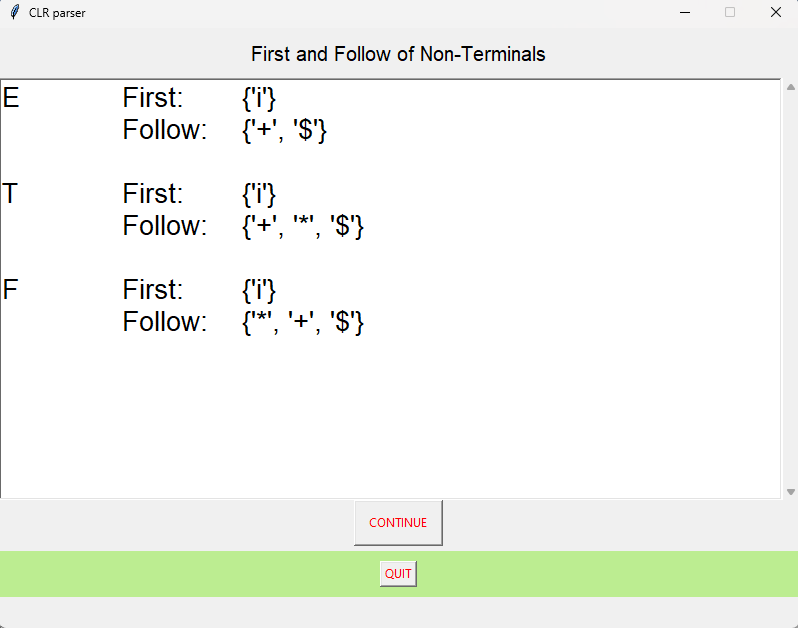 CLR parser
First and Follow of Non-Terminals
E First: {'i'}
Follow: {'+', '$'}
T First: {'i'}
Follow: {'+', '*', '$'}
F First: {'i'}
Follow: {'*', '+', '$'}
CONTINUE
QUIT